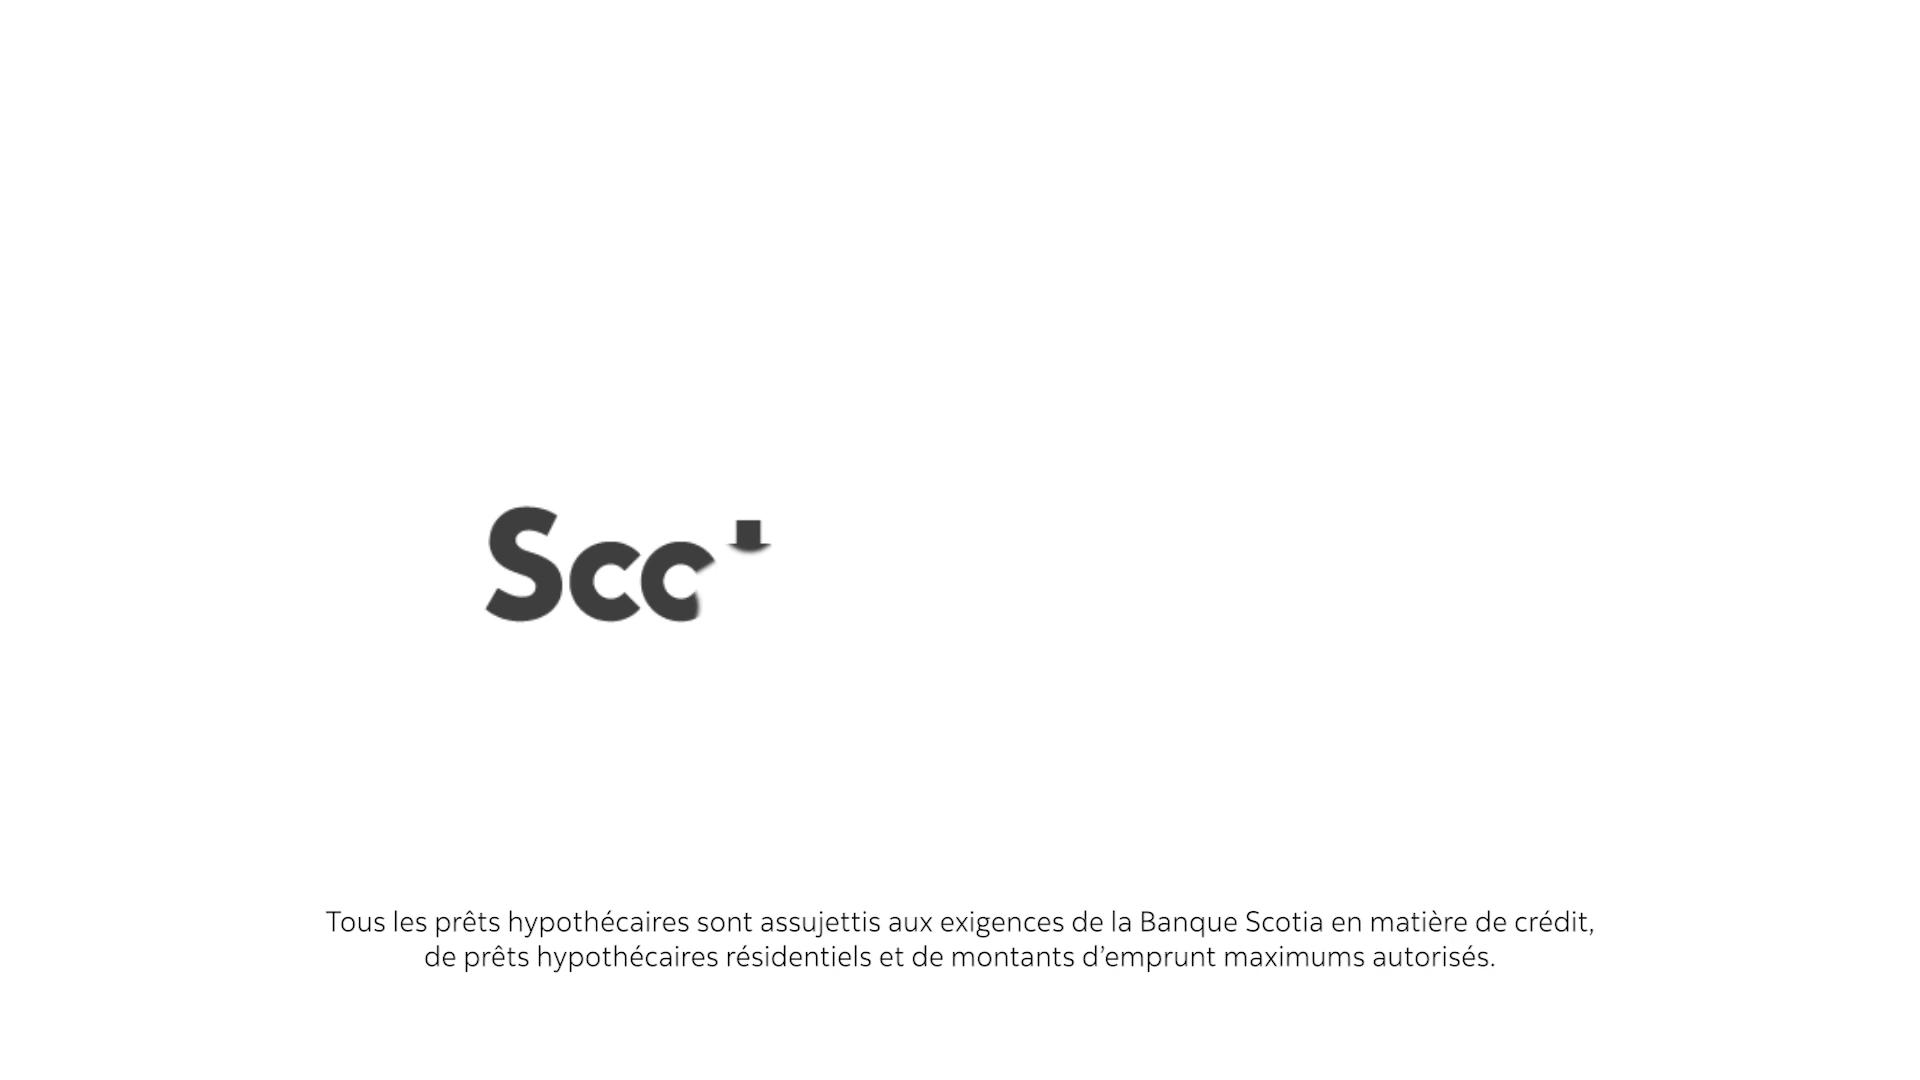 Tous les prêts hypothécaires sont assujettis aux exigences de la Banque Scotia en matière de crédit,
de prêts hypothécaires résidentiels et de montants d’emprunt maximums autorisés.